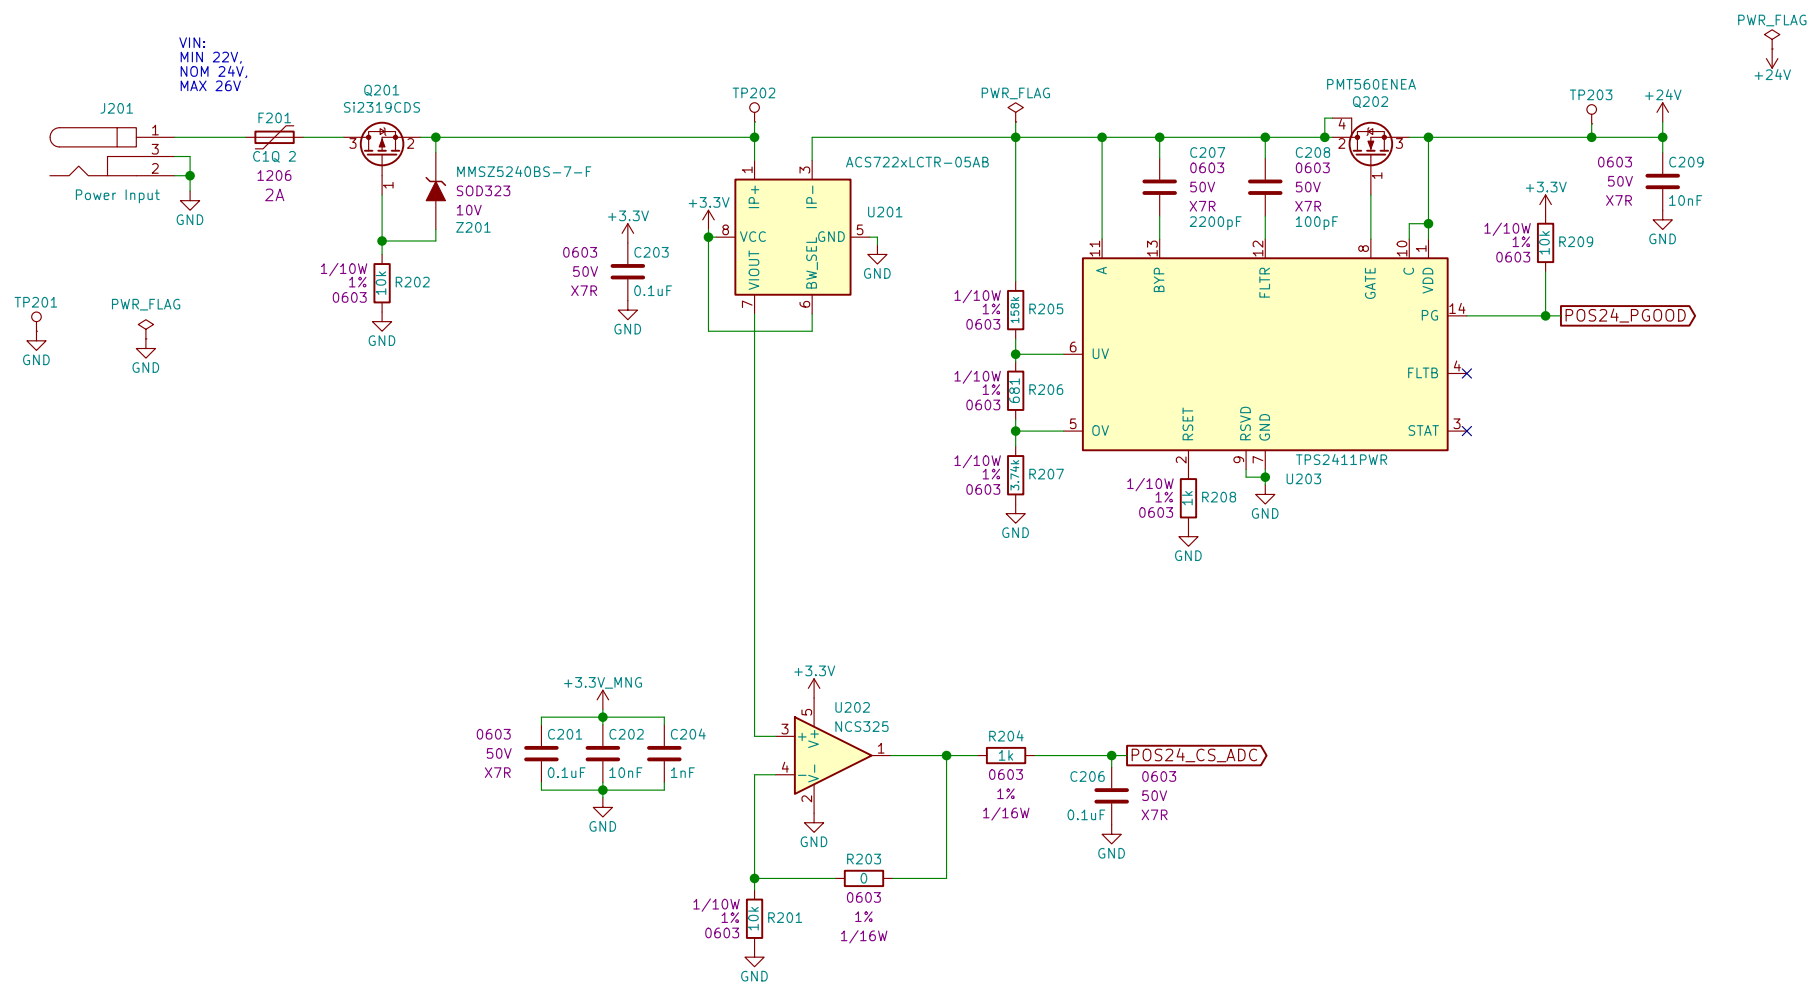 VIN:
MIN 22V,
NOM 24V,
MAX 26V
J201
1
3
2
Power Input
GND
F201
C1Q 2
1206
2A
Q201
Si2319CDS
3
2
1
MMSZ5240BS-7-F
SOD323
10V
Z201
1/10W
1%
0603
10k
R202
GND
TP201
GND
PWR_FLAG
GND
+3.3V
0603
50V
X7R
C203
0.1uF
GND
TP202
+3.3V
ACS722xLCTR-05AB
U201
1
3
8
5
7
6
IP+
IP-
VCC
GND
VIOUT
BW_SEL
GND
PWR_FLAG
1/10W
1%
0603
158k
R205
1/10W
1%
0603
681
R206
1/10W
1%
0603
3.74k
R207
GND
C207
0603
50V
X7R
2200pF
C208
0603
50V
X7R
100pF
PMT560ENEA
Q202
4
2
3
1
11
13
12
8
10
1
A
BYP
FLTR
GATE
C
VDD
6
UV
5
OV
PG
14
FLTB
4
STAT
3
RSET
RSVD
GND
2
9
7
TPS2411PWR
U203
1/10W
1%
0603
1k
R208
GND
GND
TP203
+24V
0603
50V
X7R
C209
10nF
GND
+3.3V
1/10W
1%
0603
10k
R209
POS24_PGOOD
PWR_FLAG
+24V
+3.3V_MNG
0603
50V
X7R
C201
0.1uF
C202
10nF
C204
1nF
GND
+3.3V
U202
NCS325
5
3
4
1
2
+
-
V+
V-
GND
R204
1k
0603
1%
1/16W
POS24_CS_ADC
C206
0.1uF
0603
50V
X7R
GND
R203
0
0603
1%
1/16W
1/10W
1%
0603
10k
R201
GND